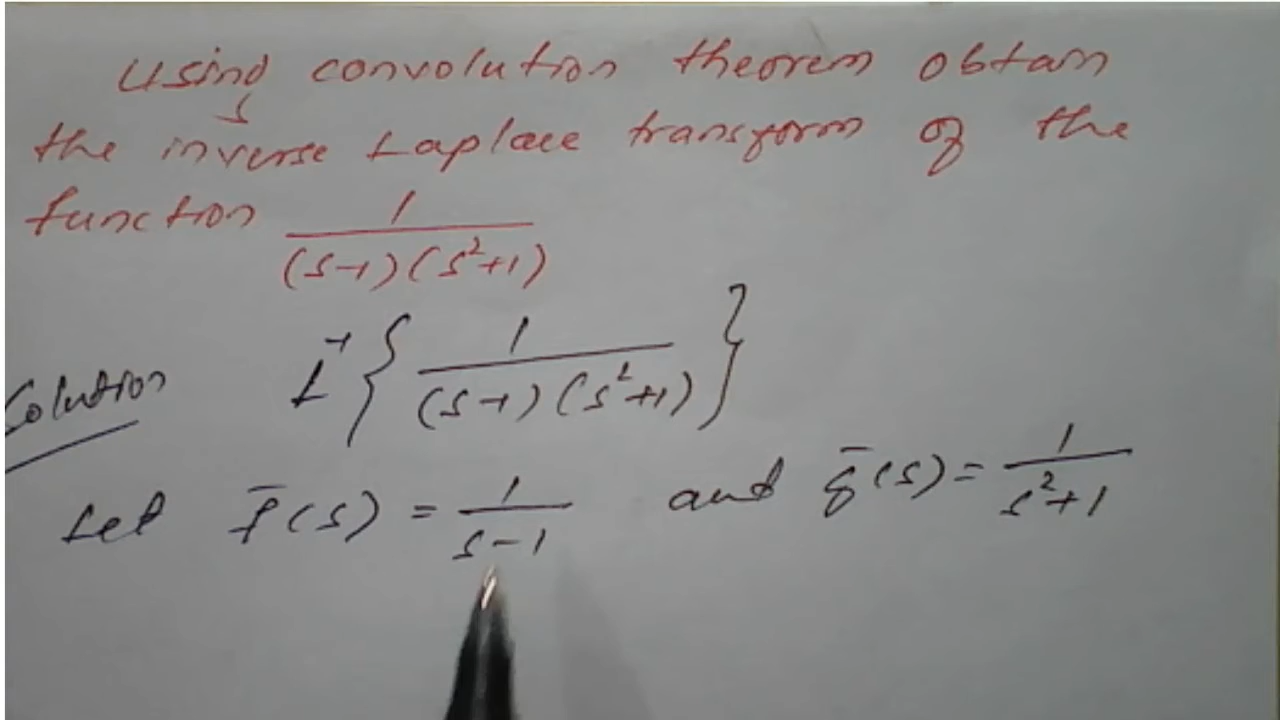 Using convolution theorem obtain
the inverse Laplace transform of the
function 1/((s-1)(s²+1))
Solution L⁻¹{1/((s-1)(s²+1))}
Let f̄(s) = 1/(s-1) and ḡ(s) = 1/(s²+1)